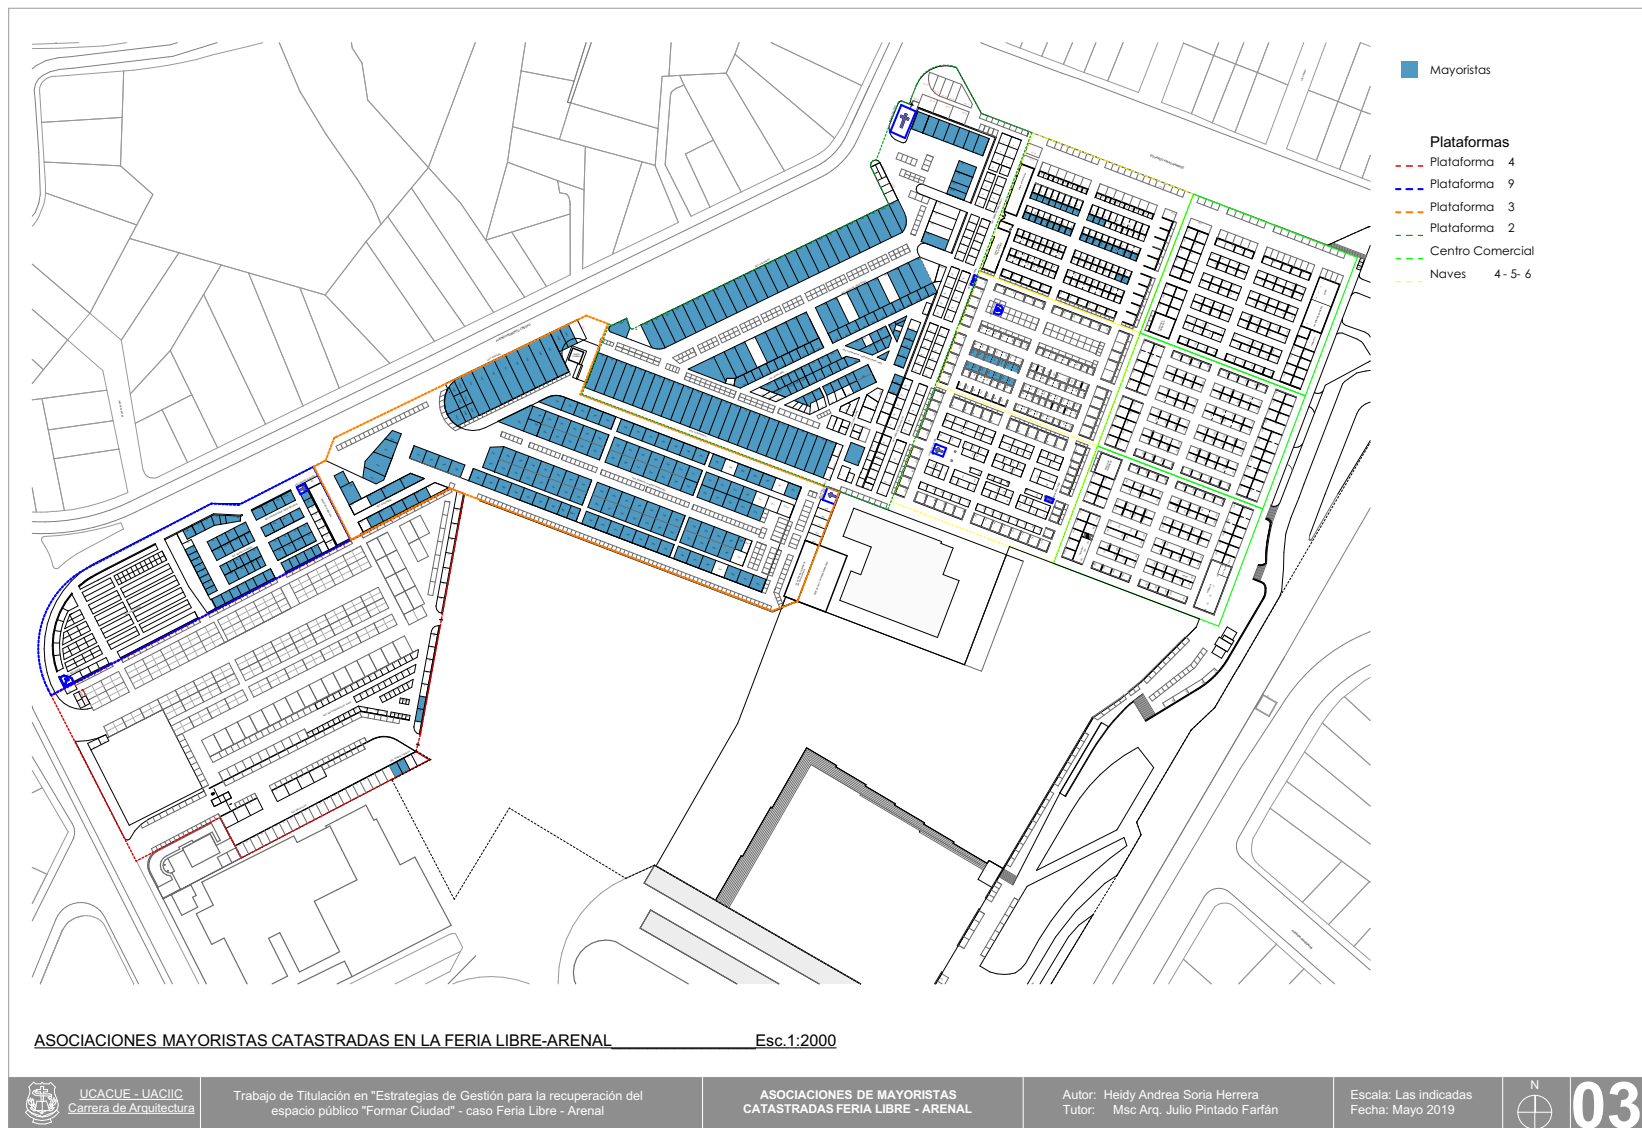 Mayoristas
Plataformas
Plataforma 4
Plataforma 9
Plataforma 3
Plataforma 2
Centro Comercial
Naves 4 - 5- 6
ASOCIACIONES MAYORISTAS CATASTRADAS EN LA FERIA LIBRE-ARENAL________________Esc.1:2000
UCACUE - UACIIC
Carrera de Arquitectura
Trabajo de Titulación en "Estrategias de Gestión para la recuperación del
espacio público "Formar Ciudad" - caso Feria Libre - Arenal
ASOCIACIONES DE MAYORISTAS
CATASTRADAS FERIA LIBRE - ARENAL
Autor: Heidy Andrea Soria Herrera
Tutor: Msc Arq. Julio Pintado Farfán
Escala: Las indicadas
Fecha: Mayo 2019
N
03